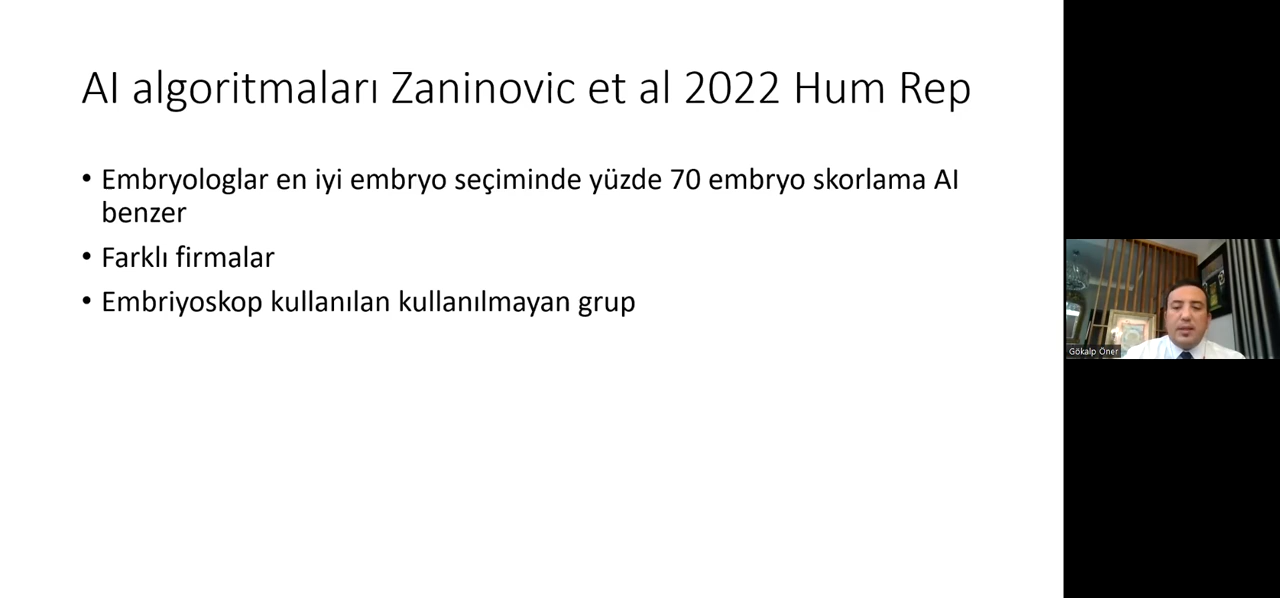 AI algoritmaları Zaninovic et al 2022 Hum Rep
• Embryologlar en iyi embryo seçiminde yüzde 70 embryo skorlama AI
benzer
• Farklı firmalar
• Embriyoskop kullanılan kullanılmayan grup
Gökalp Öner